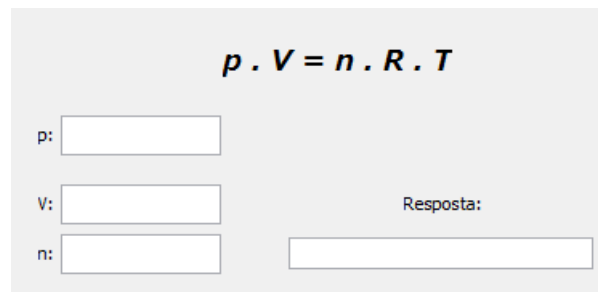 p . V = n . R . T
p:
V:
Resposta:
n: